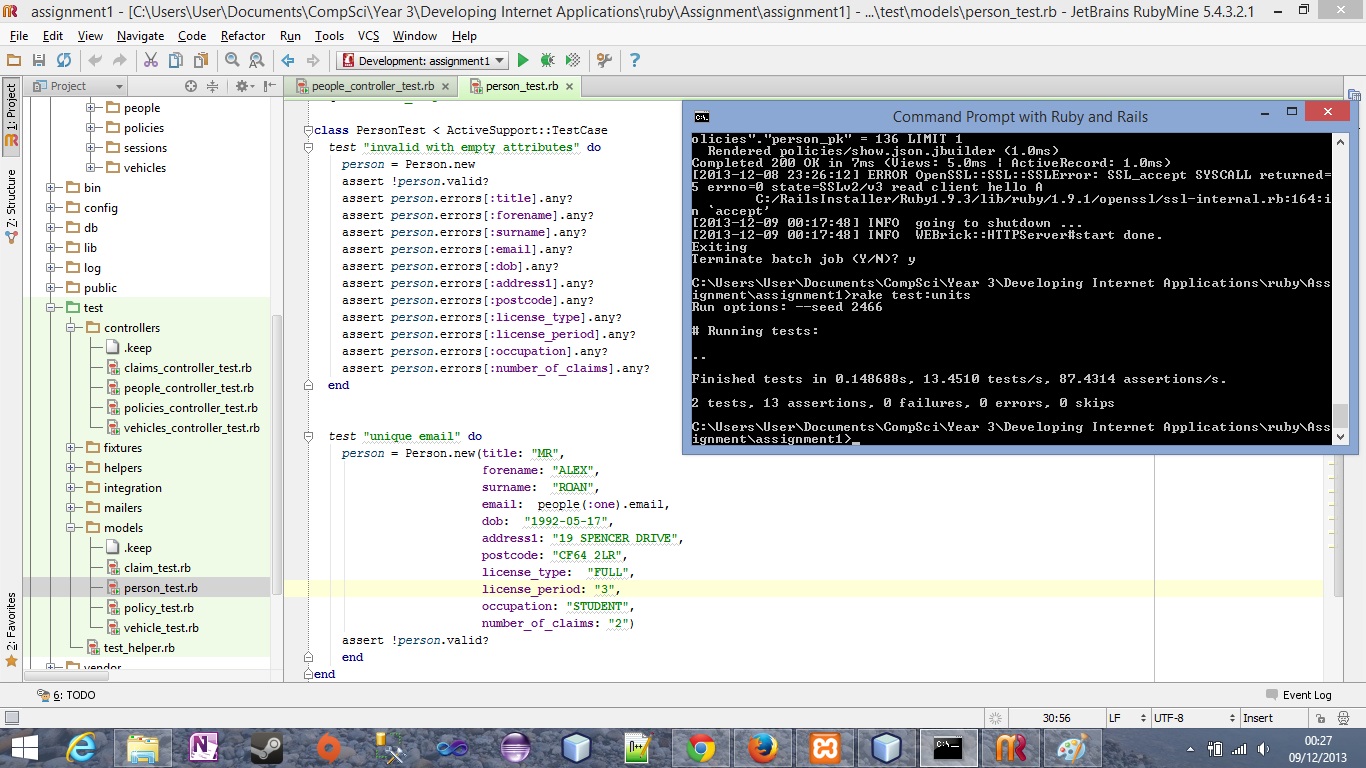 assignment1 - [C:\Users\User\Documents\CompSci\Year 3\Developing Internet Applications\ruby\Assignment\assignment1] - ...\test\models\person_test.rb - JetBrains RubyMine 5.4.3.2.1
File Edit View Navigate Code Refactor Run Tools VCS Window Help
Development: assignment1
Project
people_controller_test.rb
person_test.rb
1: Project
Z: Structure
2: Favorites
people
policies
sessions
vehicles
bin
config
db
lib
log
public
test
controllers
.keep
claims_controller_test.rb
people_controller_test.rb
policies_controller_test.rb
vehicles_controller_test.rb
fixtures
helpers
integration
mailers
models
.keep
claim_test.rb
person_test.rb
policy_test.rb
vehicle_test.rb
test_helper.rb
vendor
class PersonTest < ActiveSupport::TestCase
test "invalid with empty attributes" do
person = Person.new
assert !person.valid?
assert person.errors[:title].any?
assert person.errors[:forename].any?
assert person.errors[:surname].any?
assert person.errors[:email].any?
assert person.errors[:dob].any?
assert person.errors[:address1].any?
assert person.errors[:postcode].any?
assert person.errors[:license_type].any?
assert person.errors[:license_period].any?
assert person.errors[:occupation].any?
assert person.errors[:number_of_claims].any?
end
test "unique email" do
person = Person.new(title: "MR",
forename: "ALEX",
surname: "ROAN",
email: people(:one).email,
dob: "1992-05-17",
address1: "19 SPENCER DRIVE",
postcode: "CF64 2LR",
license_type: "FULL",
license_period: "3",
occupation: "STUDENT",
number_of_claims: "2")
assert !person.valid?
end
end
Command Prompt with Ruby and Rails
olicies"."person_pk" = 136 LIMIT 1
Rendered policies/show.json.jbuilder (1.0ms)
Completed 200 OK in 7ms (Views: 5.0ms | ActiveRecord: 1.0ms)
[2013-12-08 23:26:12] ERROR OpenSSL::SSL::SSLError: SSL_accept SYSCALL returned=
5 errno=0 state=SSLv2/v3 read client hello A
C:/RailsInstaller/Ruby1.9.3/lib/ruby/1.9.1/openssl/ssl-internal.rb:164:i
n `accept'
[2013-12-09 00:17:48] INFO  going to shutdown ...
[2013-12-09 00:17:48] INFO  WEBrick::HTTPServer#start done.
Exiting
Terminate batch job (Y/N)? y
C:\Users\User\Documents\CompSci\Year 3\Developing Internet Applications\ruby\Ass
ignment\assignment1>rake test:units
Run options: --seed 2466
# Running tests:
..
Finished tests in 0.148688s, 13.4510 tests/s, 87.4314 assertions/s.
2 tests, 13 assertions, 0 failures, 0 errors, 0 skips
C:\Users\User\Documents\CompSci\Year 3\Developing Internet Applications\ruby\Ass
ignment\assignment1>_
6: TODO
Event Log
30:56 LF UTF-8 Insert
00:27
09/12/2013